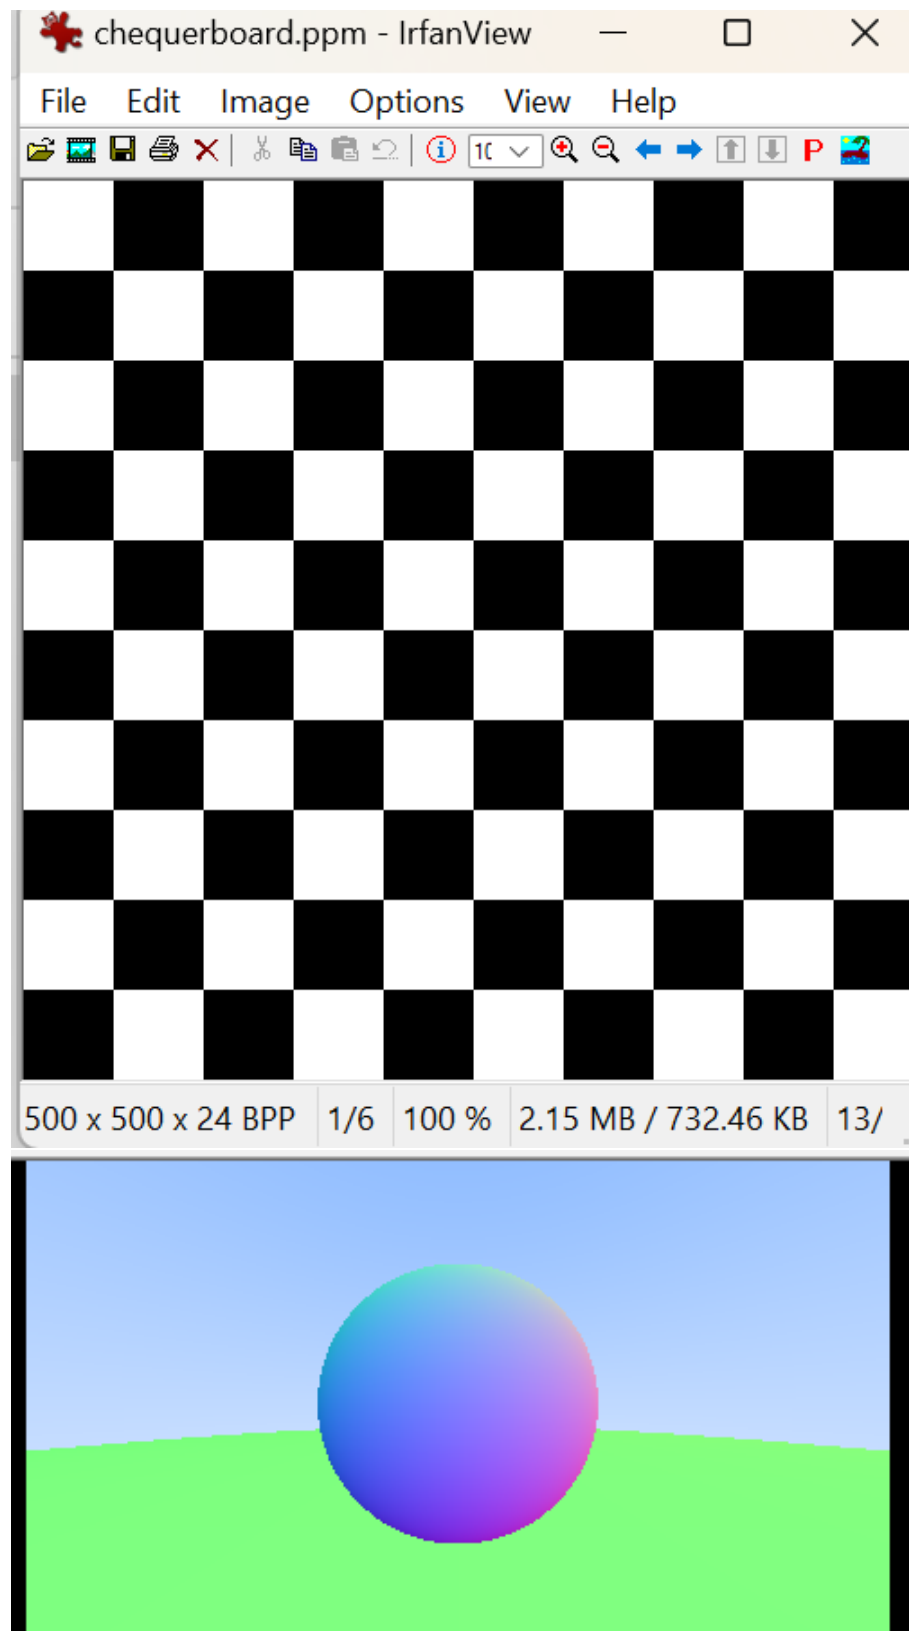 chequerboard.ppm - IrfanView
File Edit Image Options View Help
P
500 x 500 x 24 BPP 1/6 100 % 2.15 MB / 732.46 KB 13/